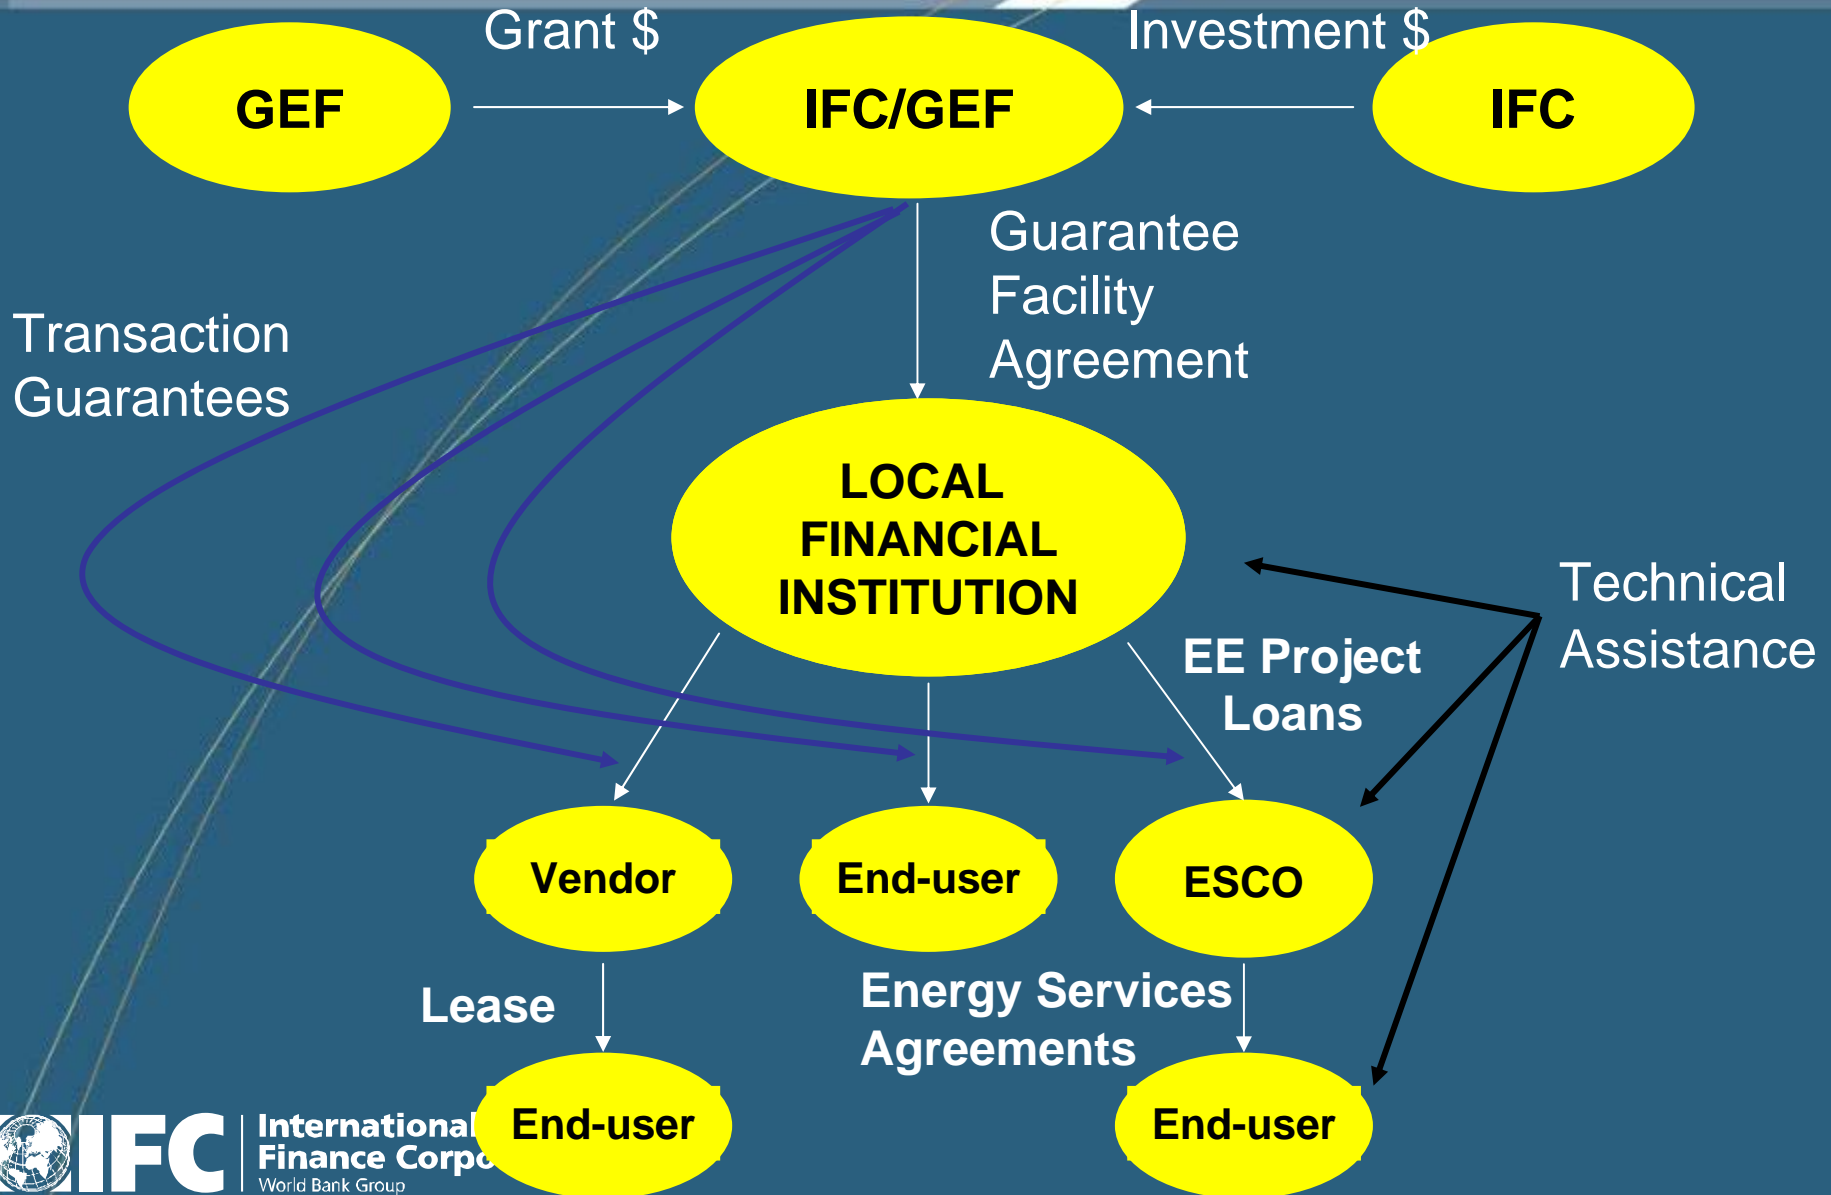 Grant $
Investment $
GEF
IFC/GEF
IFC
Guarantee
Facility
Agreement
Transaction
Guarantees
LOCAL
FINANCIAL
INSTITUTION
Technical
Assistance
EE Project
Loans
Vendor
End-user
ESCO
Lease
Energy Services
Agreements
End-user
End-user
IFC
International
Finance Corpo
World Bank Group